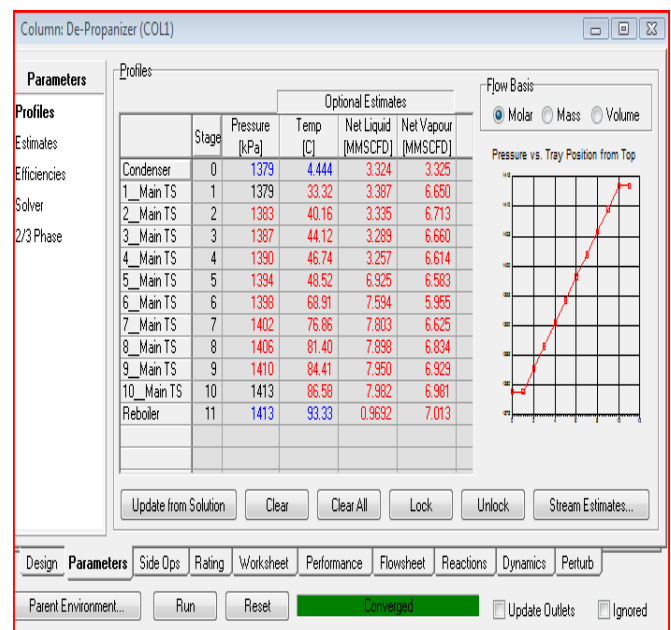 Column: De-Propanizer (COL1)
Parameters
Profiles
Estimates
Efficiencies
Solver
2/3 Phase
Profiles
Optional Estimates
Stage Pressure [kPa] Temp [C] Net Liquid [MMSCFD] Net Vapour [MMSCFD]
Condenser 0 1379 4.444 3.324 3.325
1__Main TS 1 1379 33.32 3.387 6.650
2__Main TS 2 1383 40.16 3.335 6.713
3__Main TS 3 1387 44.12 3.289 6.660
4__Main TS 4 1390 46.74 3.257 6.614
5__Main TS 5 1394 48.52 6.925 6.583
6__Main TS 6 1398 68.91 7.594 5.955
7__Main TS 7 1402 76.86 7.803 6.625
8__Main TS 8 1406 81.40 7.898 6.834
9__Main TS 9 1410 84.41 7.950 6.929
10__Main TS 10 1413 86.58 7.982 6.981
Reboiler 11 1413 93.33 0.9692 7.013
Flow Basis
Molar Mass Volume
Pressure vs. Tray Position from Top
Update from Solution Clear Clear All Lock Unlock Stream Estimates...
Design Parameters Side Ops Rating Worksheet Performance Flowsheet Reactions Dynamics Perturb
Parent Environment... Run Reset Converged Update Outlets Ignored